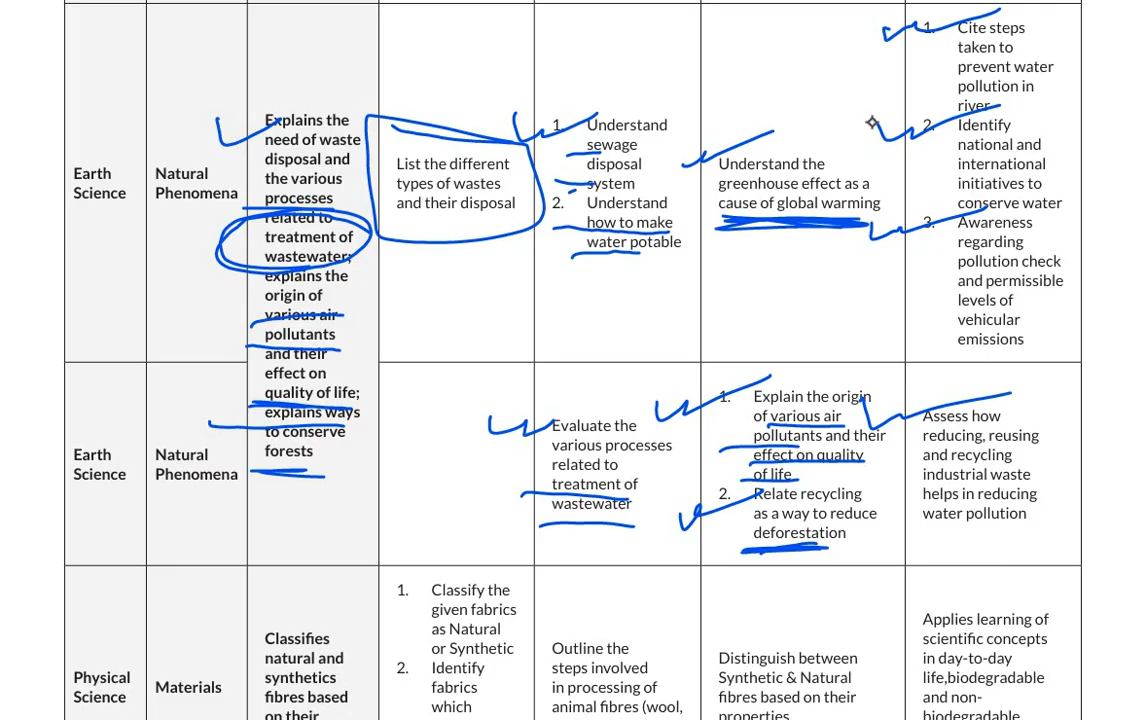 Earth
Science
Natural
Phenomena
Explains the
need of waste
disposal and
the various
processes
related to
treatment of
wastewater;
explains the
origin of
various air
pollutants
and their
effect on
quality of life;
explains ways
to conserve
forests
List the different
types of wastes
and their disposal
1. Understand
sewage
disposal
system
2. Understand
how to make
water potable
Understand the
greenhouse effect as a
cause of global warming
1. Cite steps
taken to
prevent water
pollution in
river
2. Identify
national and
international
initiatives to
conserve water
3. Awareness
regarding
pollution check
and permissible
levels of
vehicular
emissions
Earth
Science
Natural
Phenomena
Evaluate the
various processes
related to
treatment of
wastewater
1. Explain the origin
of various air
pollutants and their
effect on quality
of life
2. Relate recycling
as a way to reduce
deforestation
Assess how
reducing, reusing
and recycling
industrial waste
helps in reducing
water pollution
Physical
Science
Materials
Classifies
natural and
synthetics
fibres based
on their
1. Classify the
given fabrics
as Natural
or Synthetic
2. Identify
fabrics
which
Outline the
steps involved
in processing of
animal fibres (wool,
Distinguish between
Synthetic & Natural
fibres based on their
properties
Applies learning of
scientific concepts
in day-to-day
life,biodegradable
and non-
biodegradable